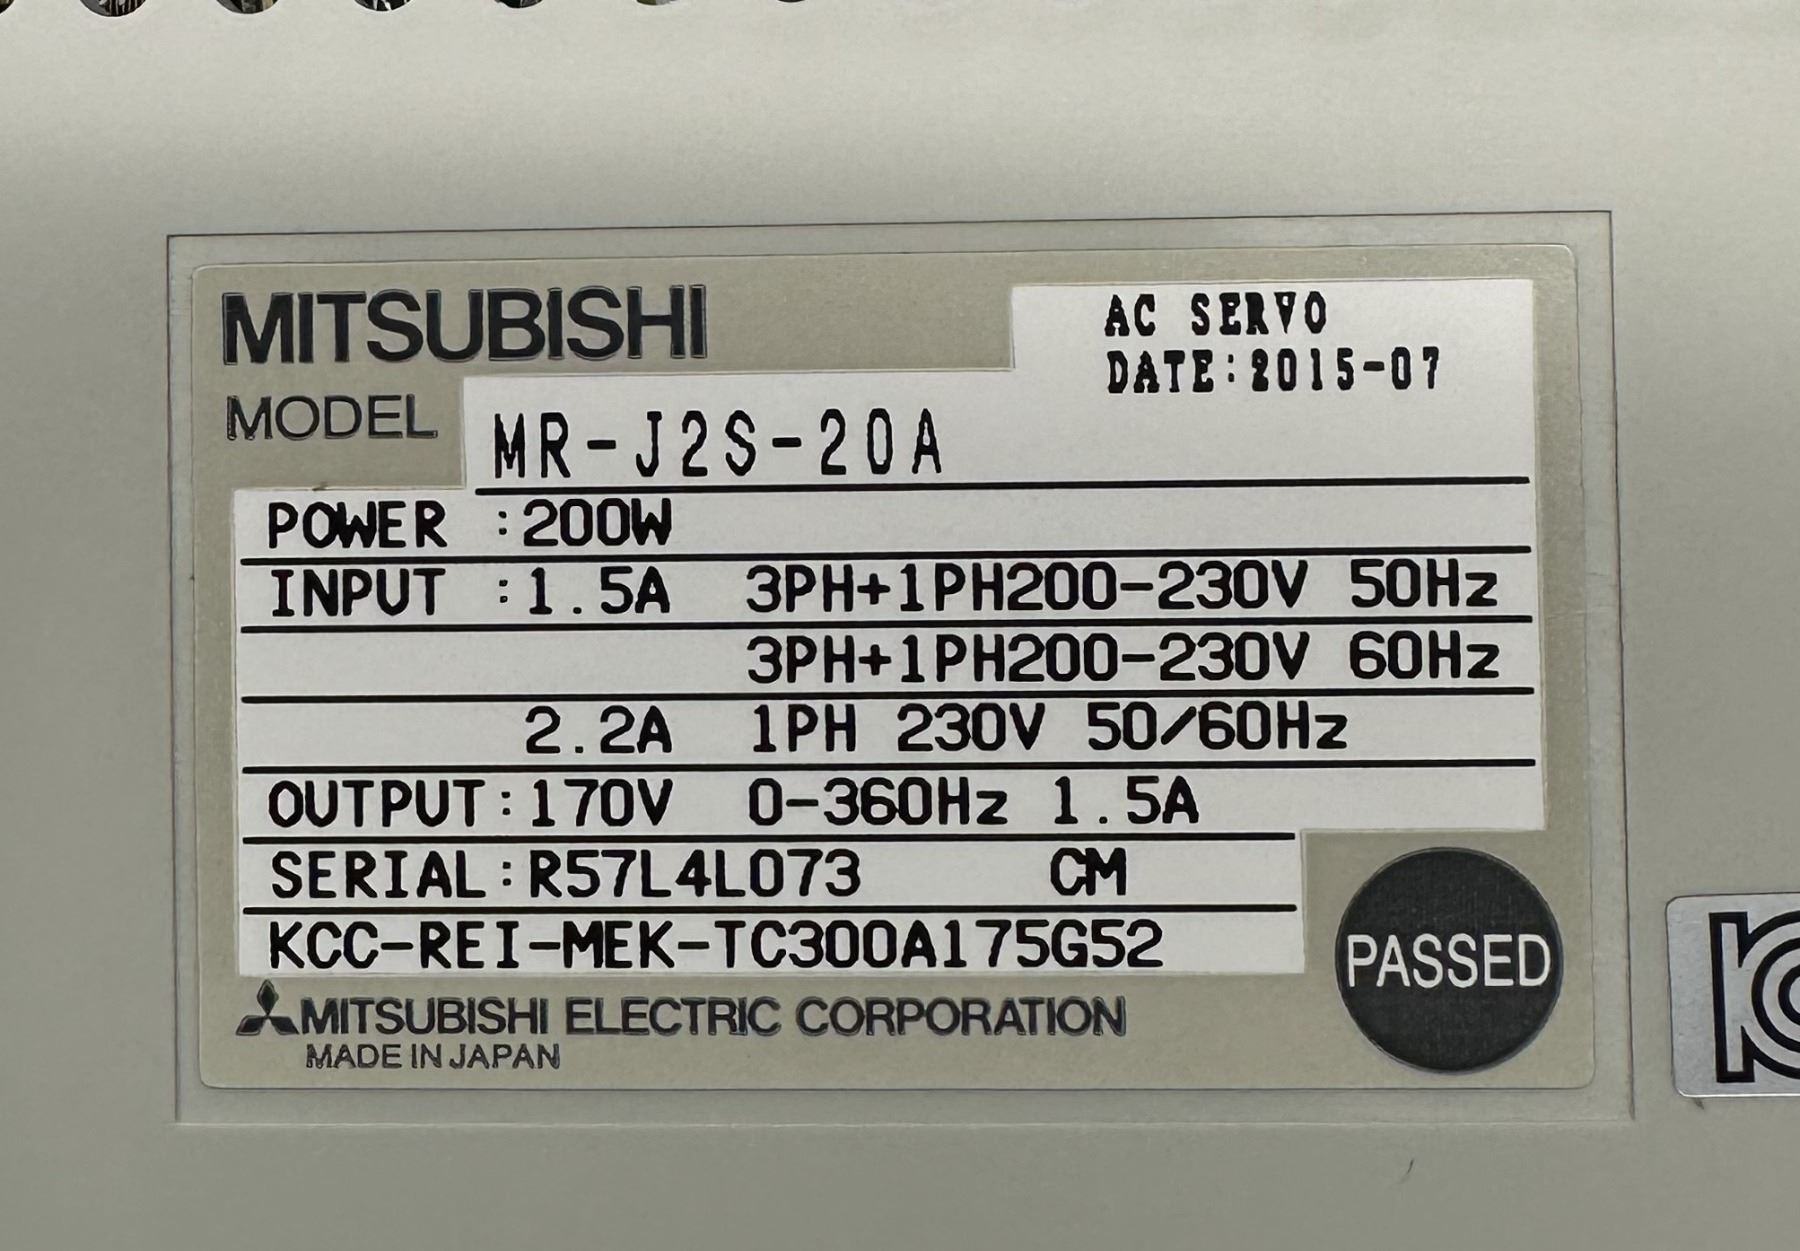 MITSUBISHI
AC SERVO
DATE:2015-07
MODEL MR-J2S-20A
POWER :200W
INPUT :1.5A 3PH+1PH200-230V 50Hz
3PH+1PH200-230V 60Hz
2.2A 1PH 230V 50/60Hz
OUTPUT:170V 0-360Hz 1.5A
SERIAL:R57L4L073 CM
KCC-REI-MEK-TC300A175G52
PASSED
MITSUBISHI ELECTRIC CORPORATION
MADE IN JAPAN